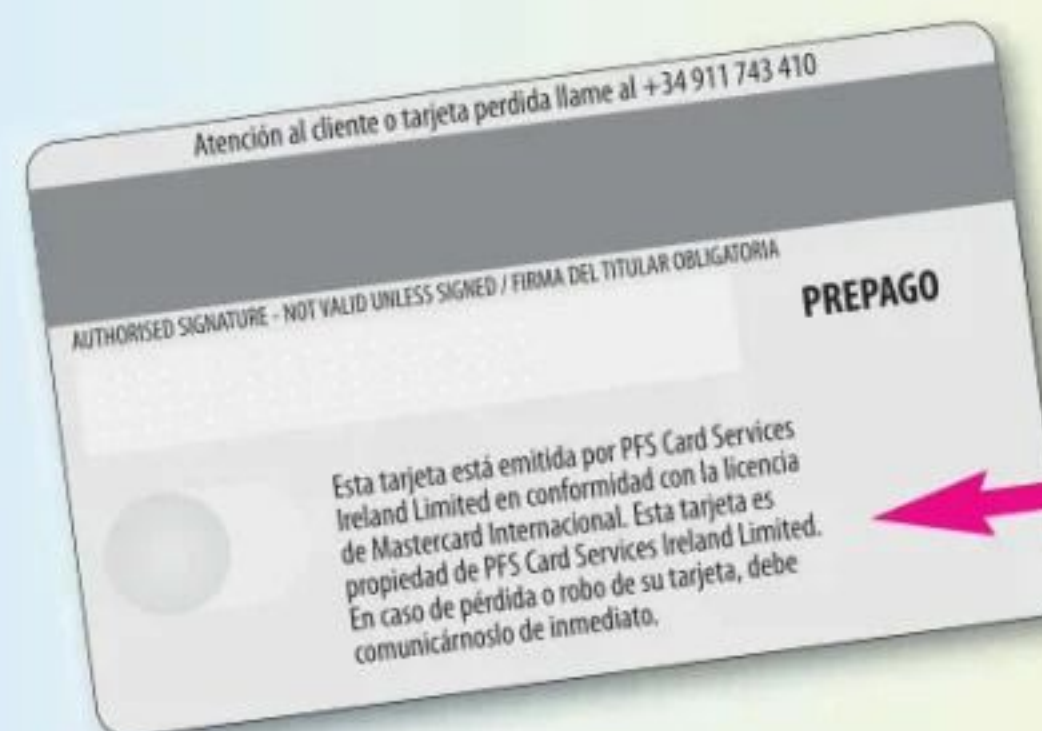 Atención al cliente o tarjeta perdida llame al +34 911 743 410
AUTHORISED SIGNATURE - NOT VALID UNLESS SIGNED / FIRMA DEL TITULAR OBLIGATORIA
PREPAGO
Esta tarjeta está emitida por PFS Card Services
Ireland Limited en conformidad con la licencia
de Mastercard Internacional. Esta tarjeta es
propiedad de PFS Card Services Ireland Limited.
En caso de pérdida o robo de su tarjeta, debe
comunicárnoslo de inmediato.